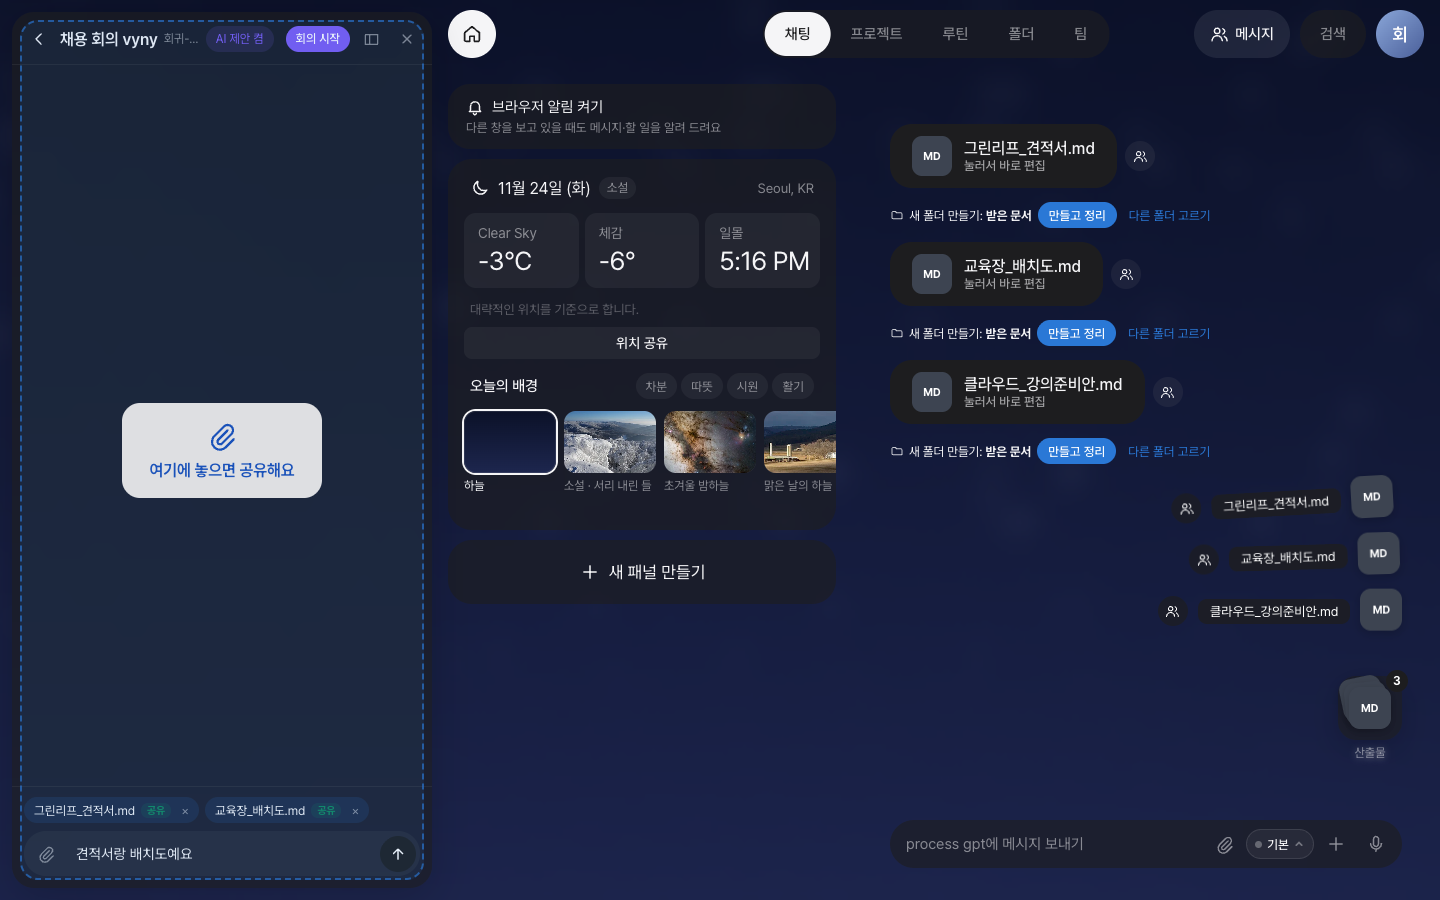 채용 회의 vyny 회귀-... AI 제안 컴 회의 시작
여기에 놓으면 공유해요
그린리프_견적서.md 공유 × 교육장_배치도.md 공유 ×
견적서랑 배치도예요
채팅 프로젝트 루틴 폴더 팀
메시지 검색 회
브라우저 알림 켜기
다른 창을 보고 있을 때도 메시지·할 일을 알려 드려요
11월 24일 (화) 소설 Seoul, KR
Clear Sky 체감 일몰
-3°C -6° 5:16 PM
대략적인 위치를 기준으로 합니다.
위치 공유
오늘의 배경 차분 따뜻 시원 활기
하늘 소설 · 서리 내린 들 초겨울 밤하늘 맑은 날의 하늘
+ 새 패널 만들기
MD 그린리프_견적서.md
눌러서 바로 편집
새 폴더 만들기: 받은 문서 만들고 정리 다른 폴더 고르기
MD 교육장_배치도.md
눌러서 바로 편집
새 폴더 만들기: 받은 문서 만들고 정리 다른 폴더 고르기
MD 클라우드_강의준비안.md
눌러서 바로 편집
새 폴더 만들기: 받은 문서 만들고 정리 다른 폴더 고르기
그린리프_견적서.md MD
교육장_배치도.md MD
클라우드_강의준비안.md MD
3
MD
산출물
process gpt에 메시지 보내기 기본